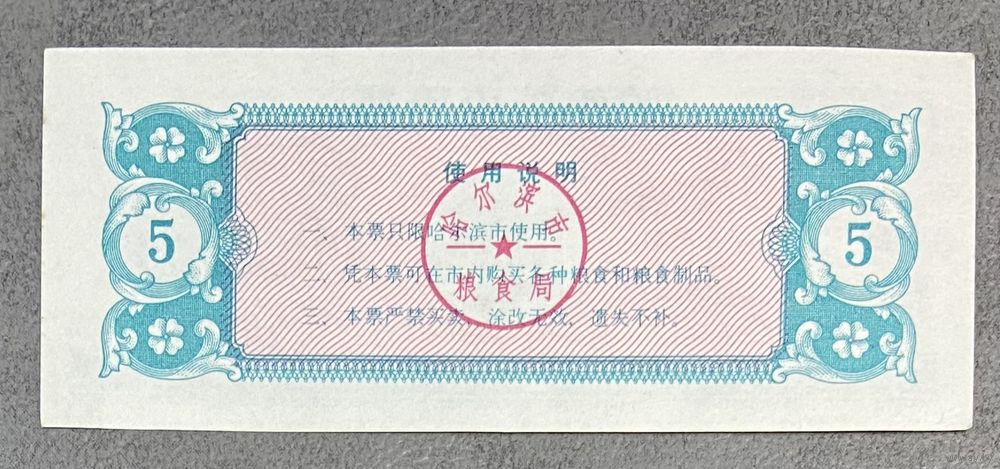 使用说明
一、本票只限哈尔滨市使用。
二、凭本票可在市内购买各种粮食和粮食制品。
三、本票严禁买卖、涂改无效，遗失不补。
哈尔滨市
粮食局
5
5